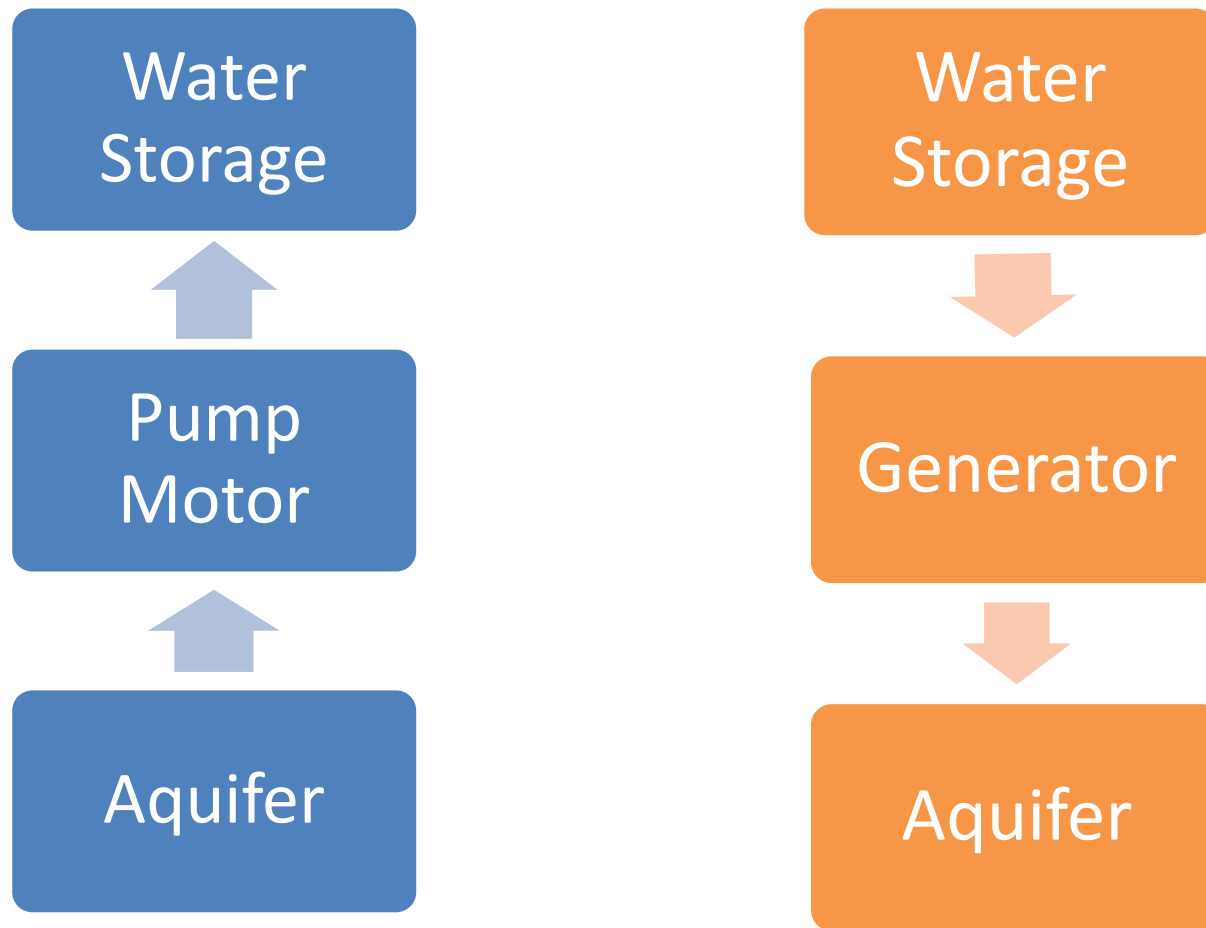 Water
Storage
Pump
Motor
Aquifer
Water
Storage
Generator
Aquifer